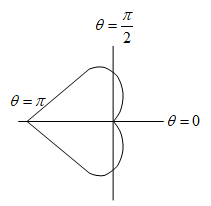 θ = π/2
θ = π
θ = 0